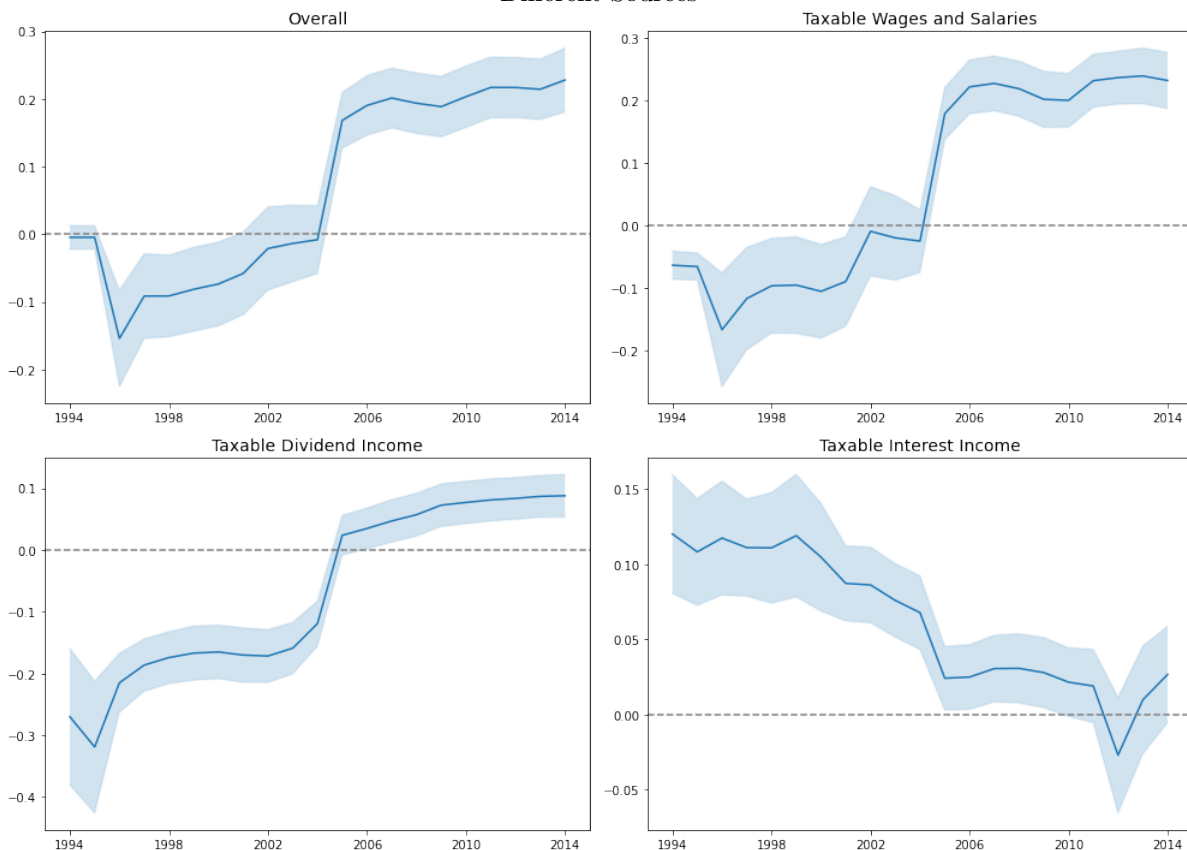 Different Sources
Overall
0.3
0.2
0.1
0.0
−0.1
−0.2
1994 1998 2002 2006 2010 2014
Taxable Wages and Salaries
0.3
0.2
0.1
0.0
−0.1
−0.2
1994 1998 2002 2006 2010 2014
Taxable Dividend Income
0.1
0.0
−0.1
−0.2
−0.3
−0.4
1994 1998 2002 2006 2010 2014
Taxable Interest Income
0.15
0.10
0.05
0.00
−0.05
1994 1998 2002 2006 2010 2014